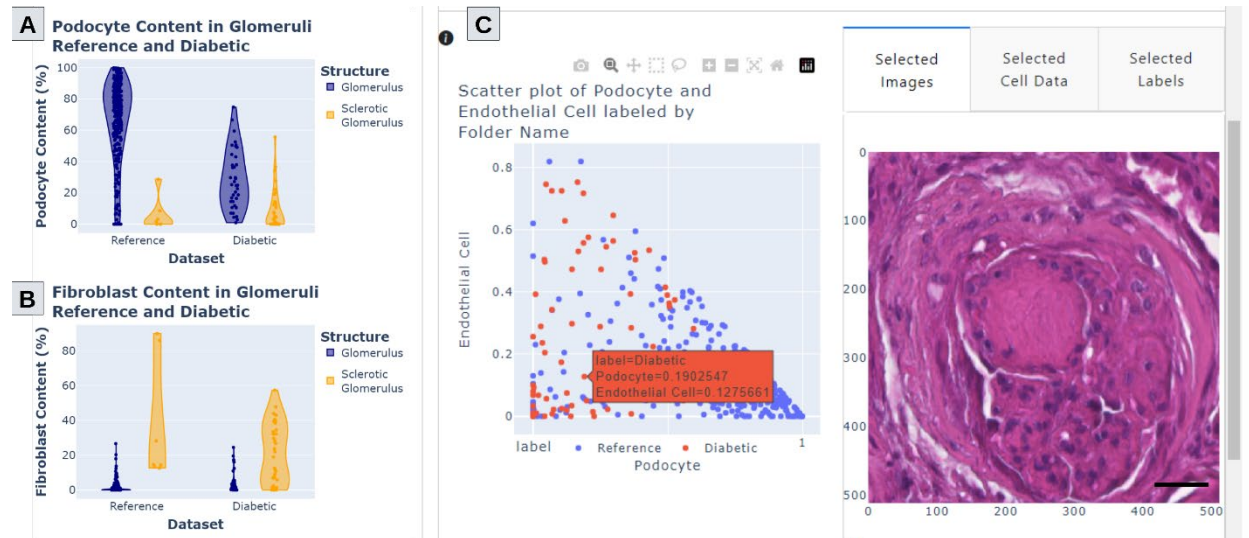 A
Podocyte Content in Glomeruli
Reference and Diabetic
Podocyte Content (%)
100
80
60
40
20
0
Reference
Diabetic
Dataset
Structure
Glomerulus
Sclerotic
Glomerulus
B
Fibroblast Content in Glomeruli
Reference and Diabetic
Fibroblast Content (%)
80
60
40
20
0
Reference
Diabetic
Dataset
Structure
Glomerulus
Sclerotic
Glomerulus
i
C
Scatter plot of Podocyte and
Endothelial Cell labeled by
Folder Name
Endothelial Cell
0.8
0.6
0.4
0.2
0
label=Diabetic
Podocyte=0.1902547
Endothelial Cell=0.1275661
1
label
Reference
Diabetic
Podocyte
Selected
Images
Selected
Cell Data
Selected
Labels
0
100
200
300
400
500
0
100
200
300
400
500